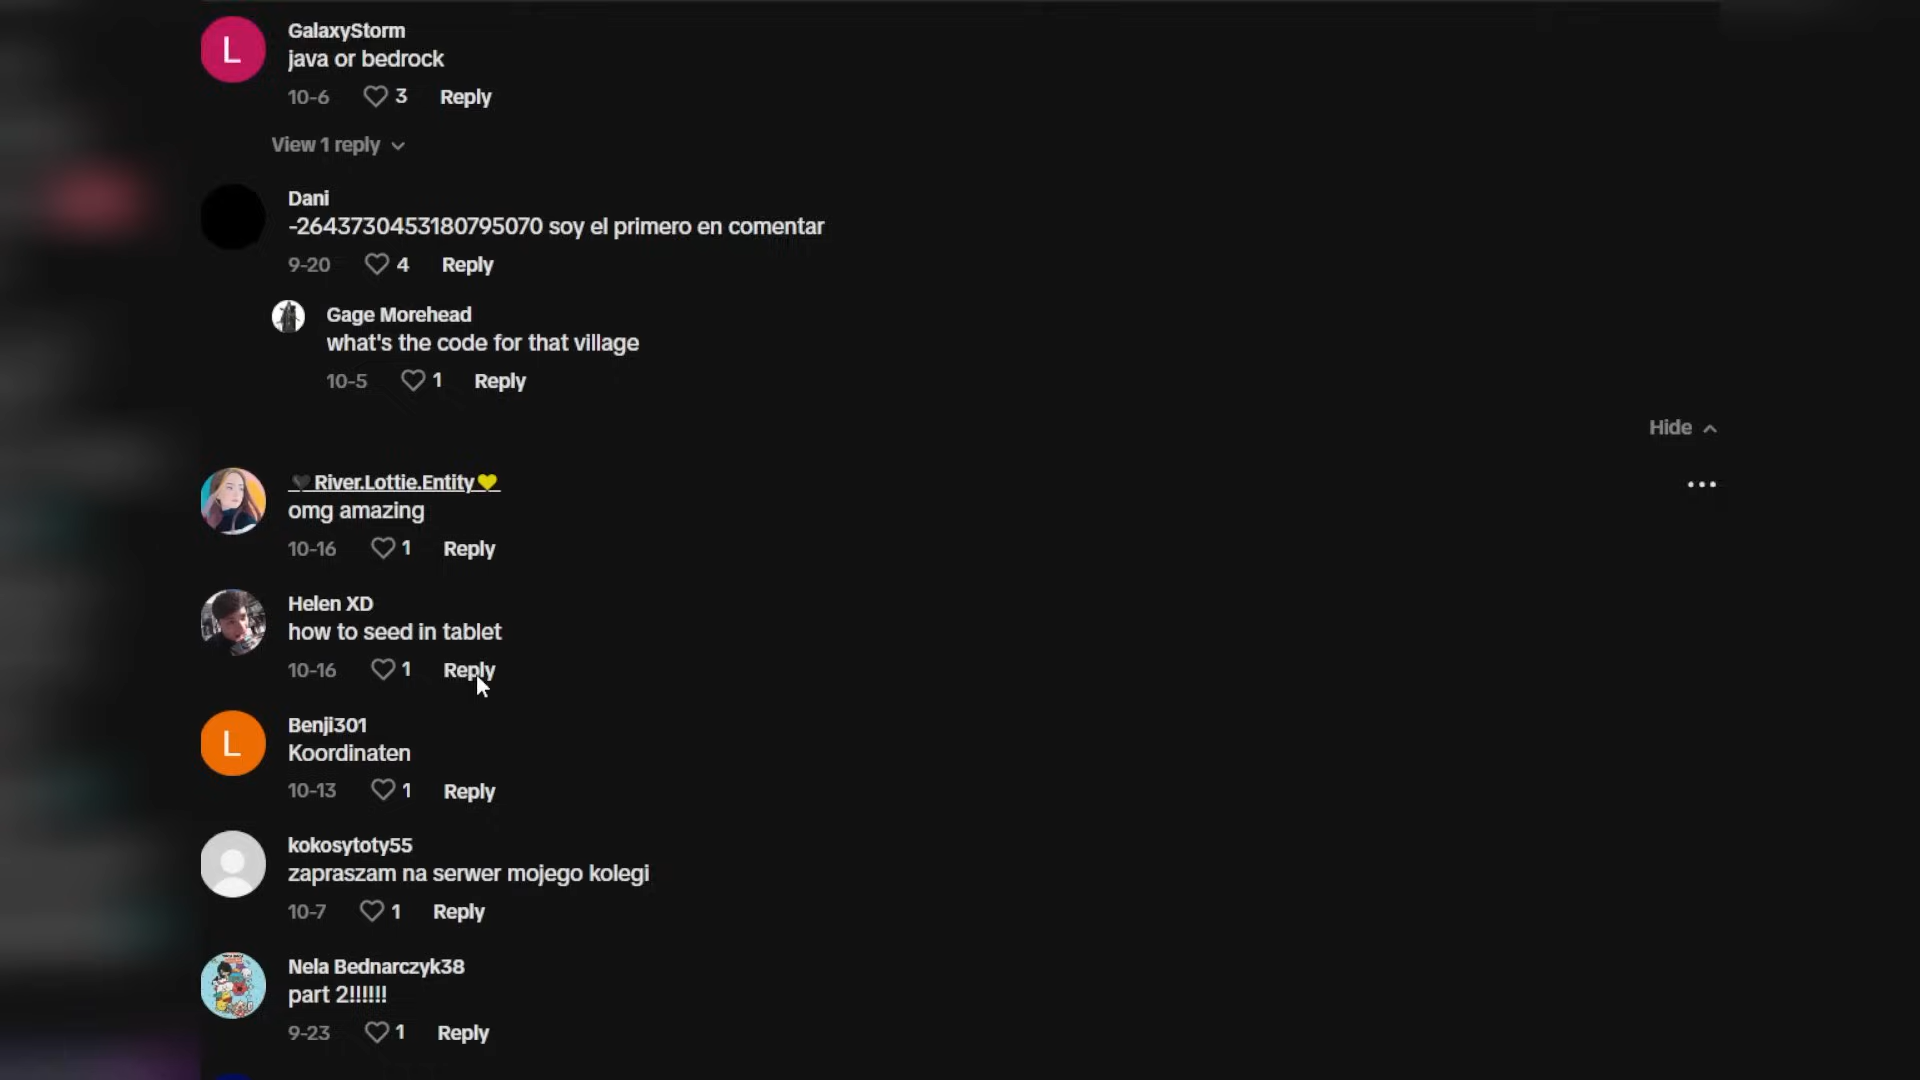 GalaxyStorm
java or bedrock
10-6 3 Reply
View 1 reply
Dani
-2643730453180795070 soy el primero en comentar
9-20 4 Reply
Gage Morehead
what's the code for that village
10-5 1 Reply
Hide
🖤River.Lottie.Entity💛
omg amazing
10-16 1 Reply
Helen XD
how to seed in tablet
10-16 1 Reply
Benji301
Koordinaten
10-13 1 Reply
kokosytoty55
zapraszam na serwer mojego kolegi
10-7 1 Reply
Nela Bednarczyk38
part 2!!!!!!
9-23 1 Reply
L
L